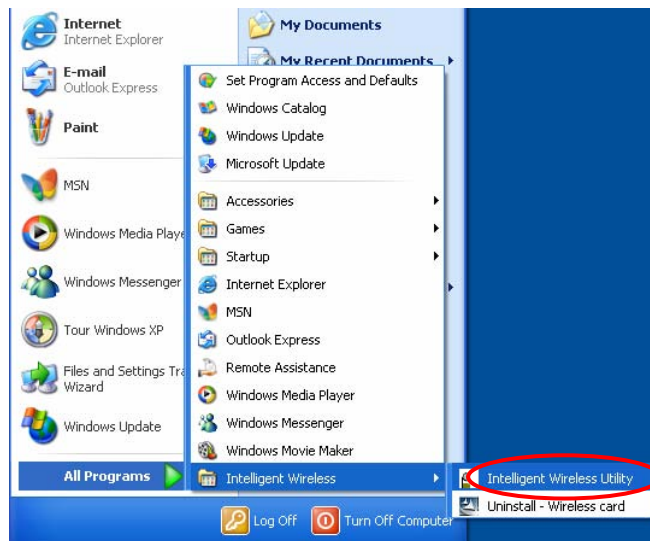 Internet
Internet Explorer
E-mail
Outlook Express
Paint
MSN
Windows Media Playe
Windows Messenger
Tour Windows XP
Files and Settings Tra
Wizard
Windows Update
All Programs
My Documents
My Recent Documents
Set Program Access and Defaults
Windows Catalog
Windows Update
Microsoft Update
Accessories
Games
Startup
Internet Explorer
MSN
Outlook Express
Remote Assistance
Windows Media Player
Windows Messenger
Windows Movie Maker
Intelligent Wireless
Intelligent Wireless Utility
Uninstall - Wireless card
Log Off
Turn Off Computer